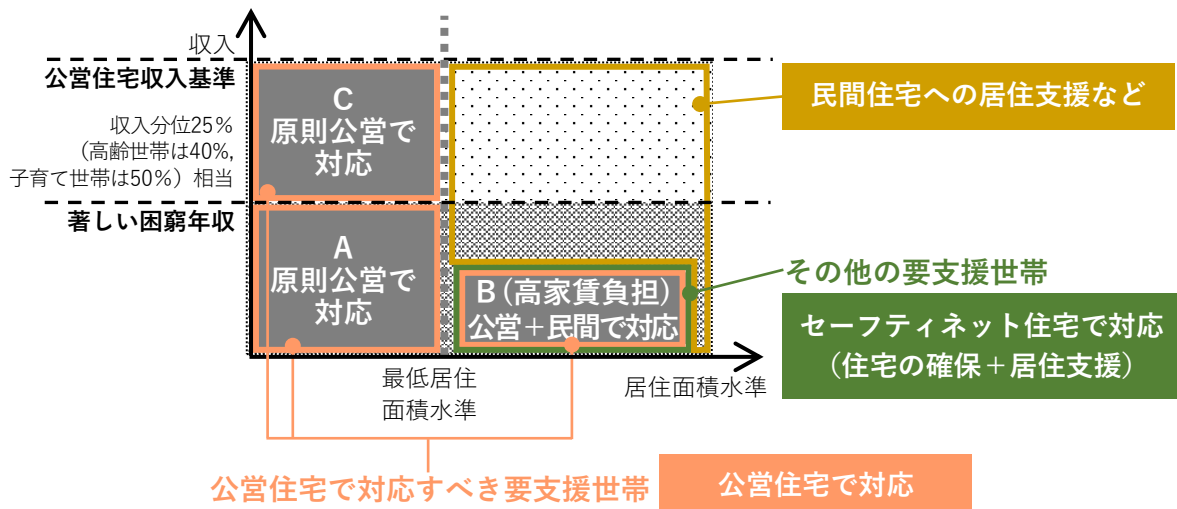 収入
公営住宅収入基準
収入分位25%
(高齢世帯は40%,
子育て世帯は50%）相当
著しい困窮年収
C
原則公営で
対応
A
原則公営で
対応
B（高家賃負担）
公営＋民間で対応
民間住宅への居住支援など
その他の要支援世帯
セーフティネット住宅で対応
（住宅の確保＋居住支援）
最低居住
面積水準
居住面積水準
公営住宅で対応すべき要支援世帯
公営住宅で対応